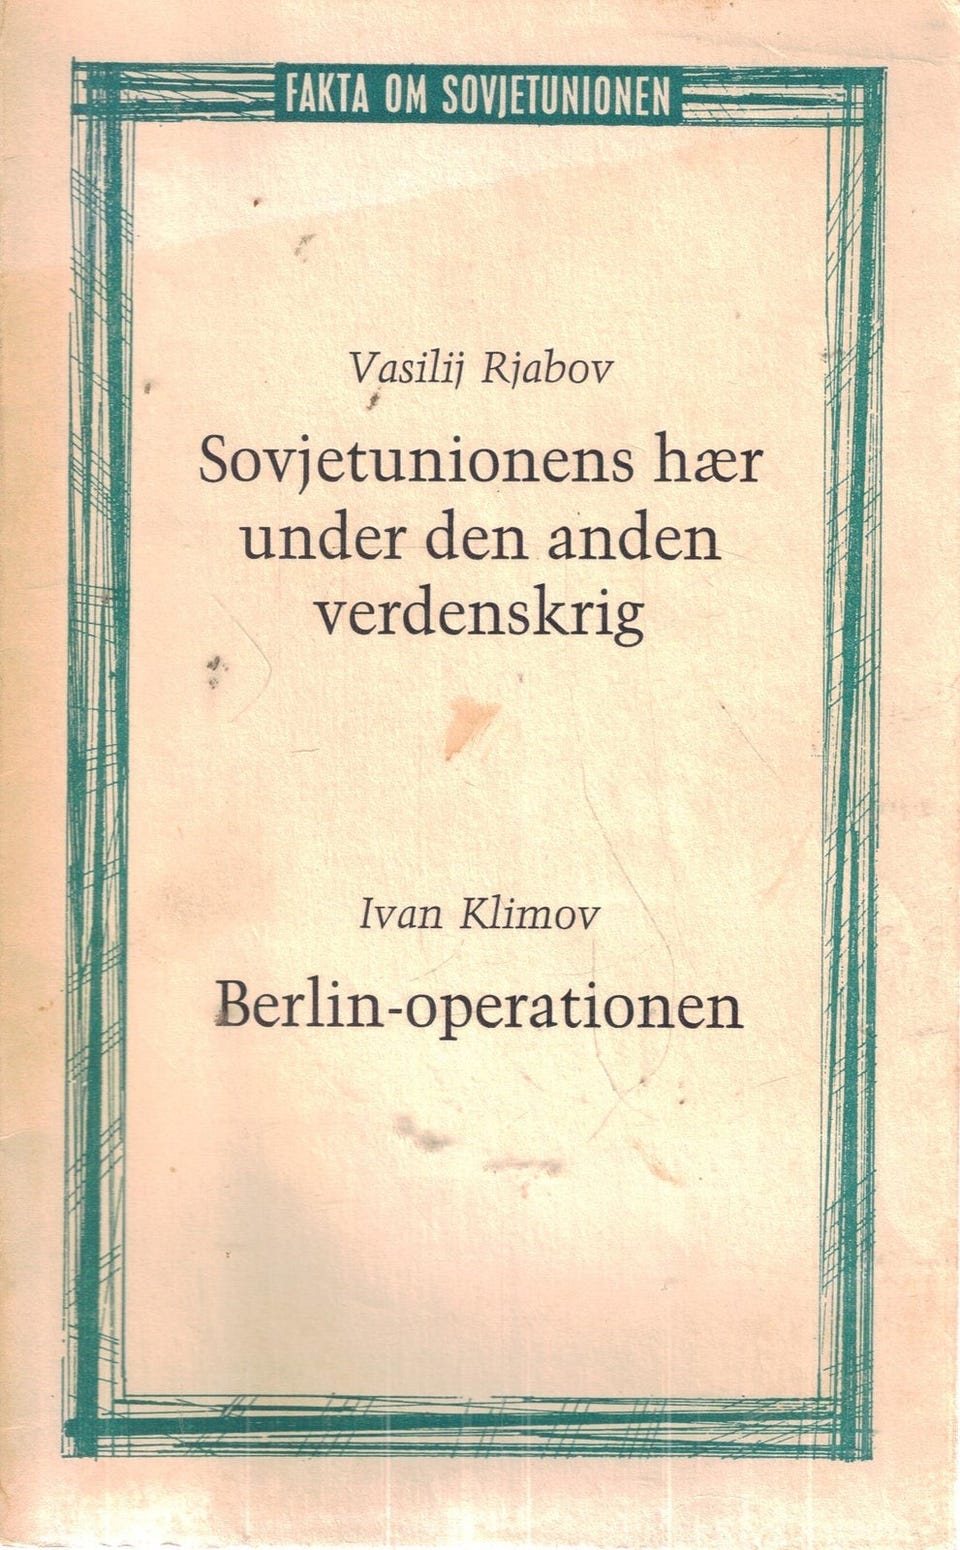 FAKTA OM SOVJETUNIONEN
Vasilij Rjabov
Sovjetunionens hær
under den anden
verdenskrig
Ivan Klimov
Berlin-operationen